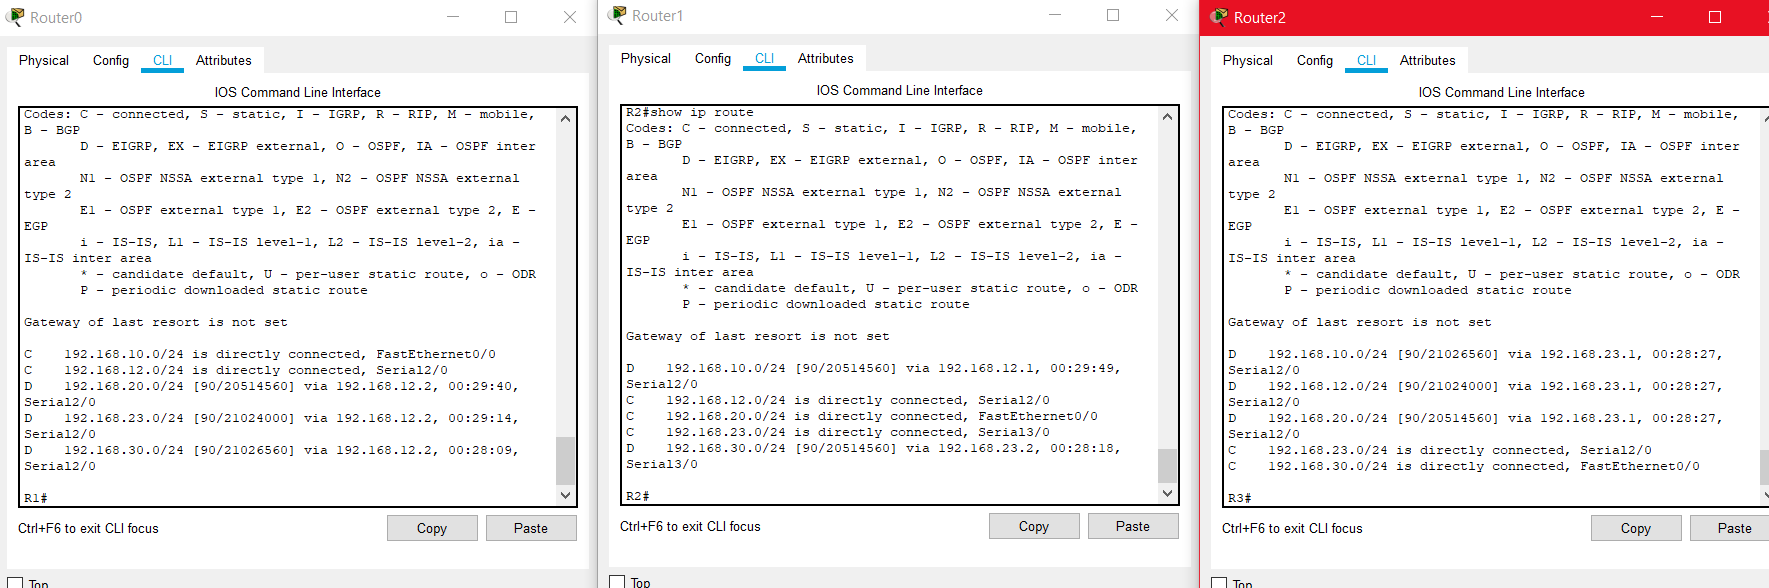 Router0
Physical Config CLI Attributes
IOS Command Line Interface
Codes: C - connected, S - static, I - IGRP, R - RIP, M - mobile,
B - BGP
D - EIGRP, EX - EIGRP external, O - OSPF, IA - OSPF inter
area
N1 - OSPF NSSA external type 1, N2 - OSPF NSSA external
type 2
E1 - OSPF external type 1, E2 - OSPF external type 2, E -
EGP
i - IS-IS, L1 - IS-IS level-1, L2 - IS-IS level-2, ia -
IS-IS inter area
* - candidate default, U - per-user static route, o - ODR
P - periodic downloaded static route
Gateway of last resort is not set
C 192.168.10.0/24 is directly connected, FastEthernet0/0
C 192.168.12.0/24 is directly connected, Serial2/0
D 192.168.20.0/24 [90/20514560] via 192.168.12.2, 00:29:40,
Serial2/0
D 192.168.23.0/24 [90/21024000] via 192.168.12.2, 00:29:14,
Serial2/0
D 192.168.30.0/24 [90/21026560] via 192.168.12.2, 00:28:09,
Serial2/0
R1#
Ctrl+F6 to exit CLI focus
Copy Paste
Top
Router1
Physical Config CLI Attributes
IOS Command Line Interface
R2#show ip route
Codes: C - connected, S - static, I - IGRP, R - RIP, M - mobile,
B - BGP
D - EIGRP, EX - EIGRP external, O - OSPF, IA - OSPF inter
area
N1 - OSPF NSSA external type 1, N2 - OSPF NSSA external
type 2
E1 - OSPF external type 1, E2 - OSPF external type 2, E -
EGP
i - IS-IS, L1 - IS-IS level-1, L2 - IS-IS level-2, ia -
IS-IS inter area
* - candidate default, U - per-user static route, o - ODR
P - periodic downloaded static route
Gateway of last resort is not set
D 192.168.10.0/24 [90/20514560] via 192.168.12.1, 00:29:49,
Serial2/0
C 192.168.12.0/24 is directly connected, Serial2/0
C 192.168.20.0/24 is directly connected, FastEthernet0/0
C 192.168.23.0/24 is directly connected, Serial3/0
D 192.168.30.0/24 [90/20514560] via 192.168.23.2, 00:28:18,
Serial3/0
R2#
Ctrl+F6 to exit CLI focus
Copy Paste
Top
Router2
Physical Config CLI Attributes
IOS Command Line Interface
Codes: C - connected, S - static, I - IGRP, R - RIP, M - mobile,
B - BGP
D - EIGRP, EX - EIGRP external, O - OSPF, IA - OSPF inter
area
N1 - OSPF NSSA external type 1, N2 - OSPF NSSA external
type 2
E1 - OSPF external type 1, E2 - OSPF external type 2, E -
EGP
i - IS-IS, L1 - IS-IS level-1, L2 - IS-IS level-2, ia -
IS-IS inter area
* - candidate default, U - per-user static route, o - ODR
P - periodic downloaded static route
Gateway of last resort is not set
D 192.168.10.0/24 [90/21026560] via 192.168.23.1, 00:28:27,
Serial2/0
D 192.168.12.0/24 [90/21024000] via 192.168.23.1, 00:28:27,
Serial2/0
D 192.168.20.0/24 [90/20514560] via 192.168.23.1, 00:28:27,
Serial2/0
C 192.168.23.0/24 is directly connected, Serial2/0
C 192.168.30.0/24 is directly connected, FastEthernet0/0
R3#
Ctrl+F6 to exit CLI focus
Copy Paste
Top